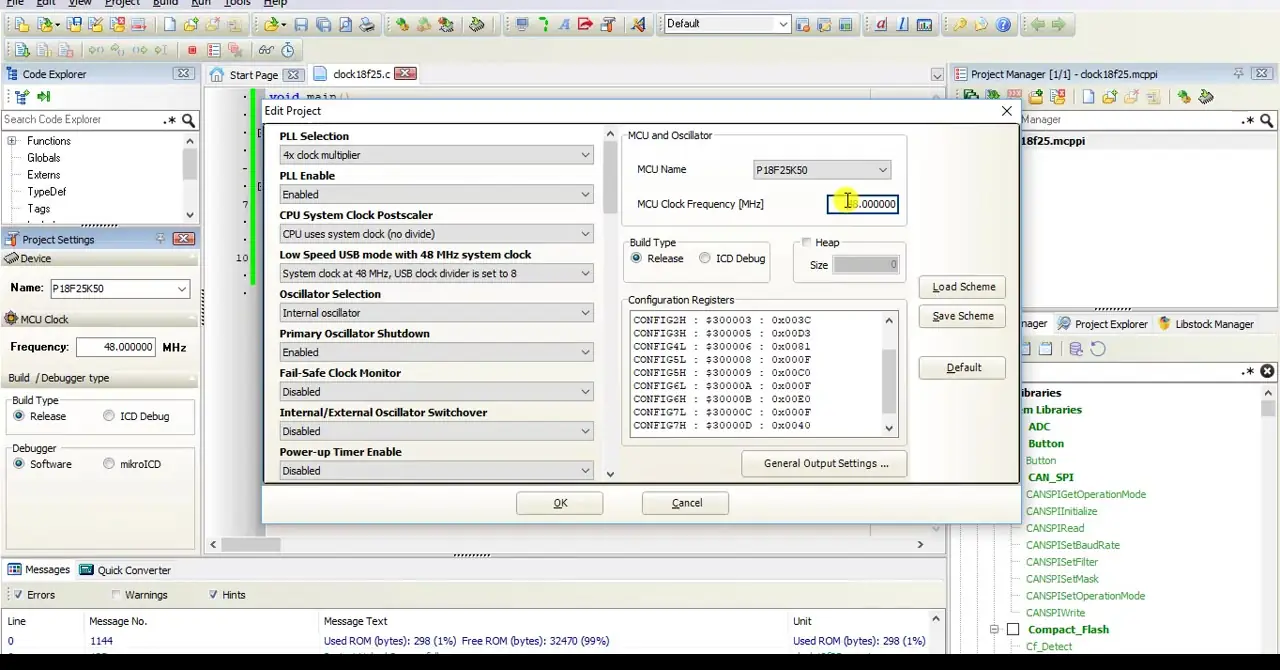 File Edit View Project Build Run Tools Help
Default
Code Explorer
Start Page
clock18f25.c
Project Manager [1/1] - clock18f25.mcppi
void main()
Search Code Explorer
Manager
Functions
Globals
Externs
TypeDef
Tags
18f25.mcppi
7
10
Project Settings
Device
Name: P18F25K50
MCU Clock
Frequency: 48.000000 MHz
Build /Debugger type
Build Type
Release
ICD Debug
Debugger
Software
mikroICD
Edit Project
PLL Selection
4x clock multiplier
PLL Enable
Enabled
CPU System Clock Postscaler
CPU uses system clock (no divide)
Low Speed USB mode with 48 MHz system clock
System clock at 48 MHz, USB clock divider is set to 8
Oscillator Selection
Internal oscillator
Primary Oscillator Shutdown
Enabled
Fail-Safe Clock Monitor
Disabled
Internal/External Oscillator Switchover
Disabled
Power-up Timer Enable
Disabled
MCU and Oscillator
MCU Name P18F25K50
MCU Clock Frequency [MHz] 48.000000
Build Type
Release
ICD Debug
Heap
Size 0
Configuration Registers
CONFIG2H : $300003 : 0x003C
CONFIG3H : $300005 : 0x00D3
CONFIG4L : $300006 : 0x0081
CONFIG5L : $300008 : 0x000F
CONFIG5H : $300009 : 0x00C0
CONFIG6L : $30000A : 0x000F
CONFIG6H : $30000B : 0x00E0
CONFIG7L : $30000C : 0x000F
CONFIG7H : $30000D : 0x0040
Load Scheme
Save Scheme
Default
General Output Settings ...
OK
Cancel
nager
Project Explorer
Libstock Manager
ibraries
m Libraries
ADC
Button
Button
CAN_SPI
CANSPIGetOperationMode
CANSPIInitialize
CANSPIRead
CANSPISetBaudRate
CANSPISetFilter
CANSPISetMask
CANSPISetOperationMode
CANSPIWrite
Compact_Flash
Cf_Detect
Messages
Quick Converter
Errors
Warnings
Hints
Line
Message No.
Message Text
Unit
0
1144
Used ROM (bytes): 298 (1%) Free ROM (bytes): 32470 (99%)
Used ROM (bytes): 298 (1%)